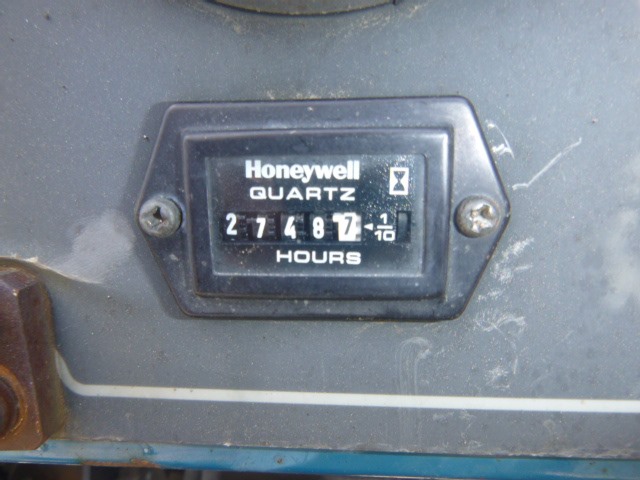 Honeywell
QUARTZ
27487 ◄ 1/10
HOURS